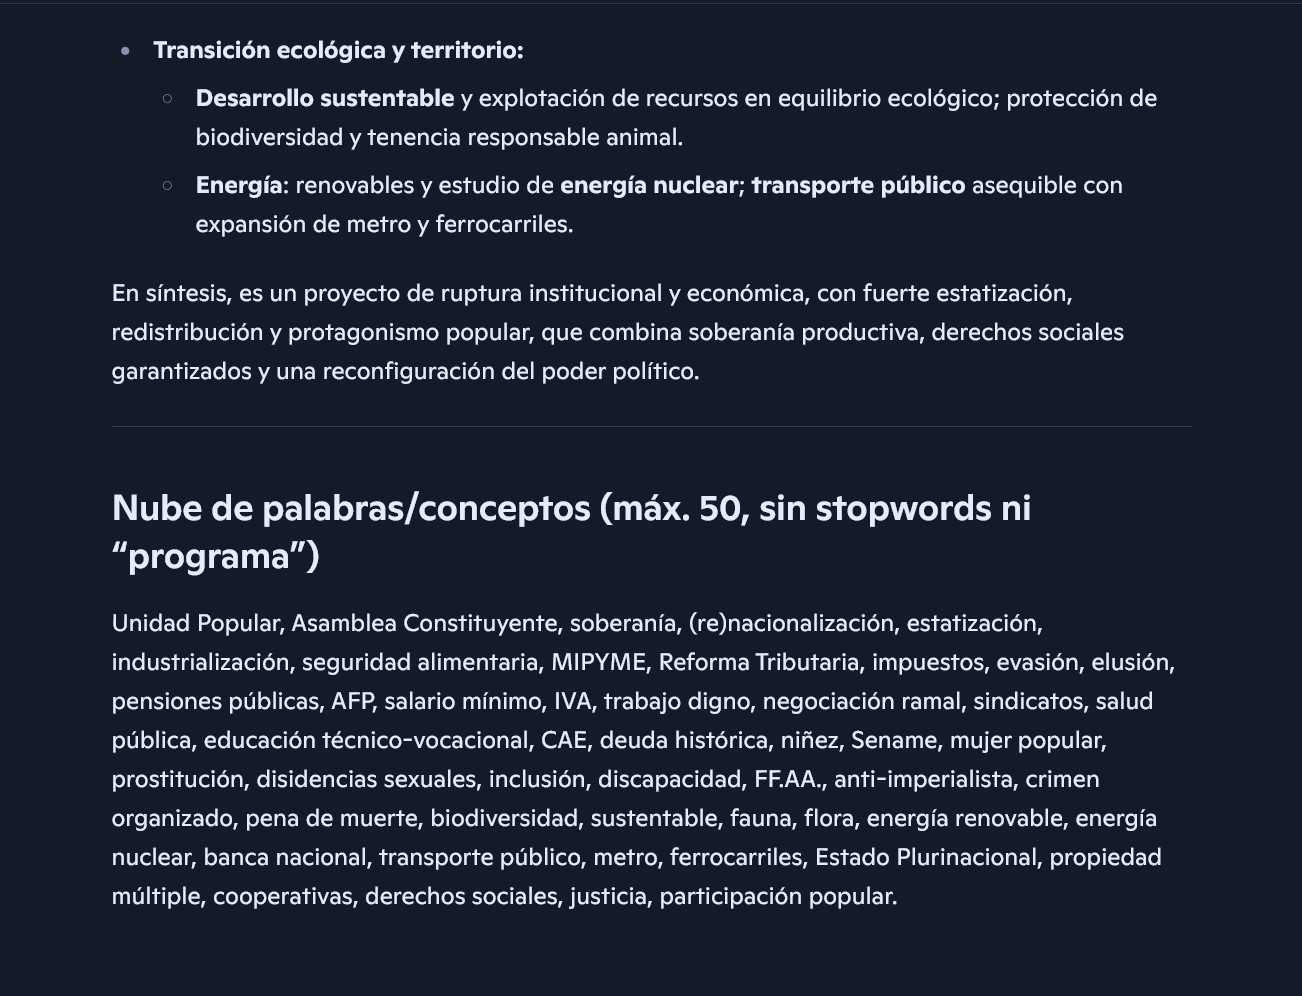 Transición ecológica y territorio:
Desarrollo sustentable y explotación de recursos en equilibrio ecológico; protección de
biodiversidad y tenencia responsable animal.
Energía: renovables y estudio de energía nuclear; transporte público asequible con
expansión de metro y ferrocarriles.
En síntesis, es un proyecto de ruptura institucional y económica, con fuerte estatización,
redistribución y protagonismo popular, que combina soberanía productiva, derechos sociales
garantizados y una reconfiguración del poder político.
Nube de palabras/conceptos (máx. 50, sin stopwords ni
“programa”)
Unidad Popular, Asamblea Constituyente, soberanía, (re)nacionalización, estatización,
industrialización, seguridad alimentaria, MIPYME, Reforma Tributaria, impuestos, evasión, elusión,
pensiones públicas, AFP, salario mínimo, IVA, trabajo digno, negociación ramal, sindicatos, salud
pública, educación técnico-vocacional, CAE, deuda histórica, niñez, Sename, mujer popular,
prostitución, disidencias sexuales, inclusión, discapacidad, FF.AA., anti-imperialista, crimen
organizado, pena de muerte, biodiversidad, sustentable, fauna, flora, energía renovable, energía
nuclear, banca nacional, transporte público, metro, ferrocarriles, Estado Plurinacional, propiedad
múltiple, cooperativas, derechos sociales, justicia, participación popular.